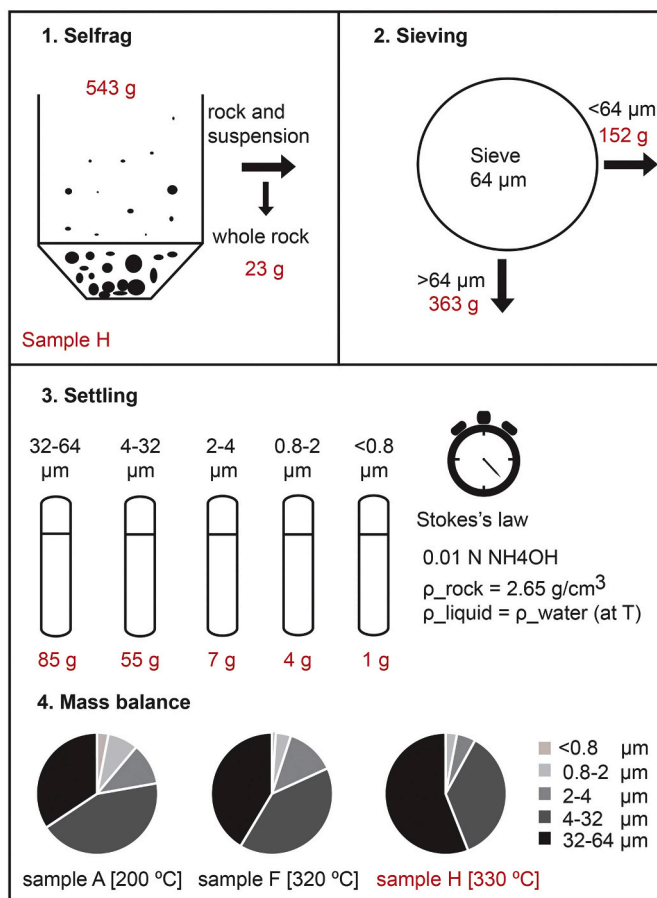 1. Selfrag
543 g
rock and
suspension
whole rock
23 g
Sample H
2. Sieving
Sieve
64 µm
<64 µm
152 g
>64 µm
363 g
3. Settling
32-64 4-32 2-4 0.8-2 <0.8
µm µm µm µm µm
85 g 55 g 7 g 4 g 1 g
Stokes's law
0.01 N NH4OH
ρ_rock = 2.65 g/cm³
ρ_liquid = ρ_water (at T)
4. Mass balance
<0.8 µm
0.8-2 µm
2-4 µm
4-32 µm
32-64 µm
sample A [200 ºC] sample F [320 ºC] sample H [330 ºC]